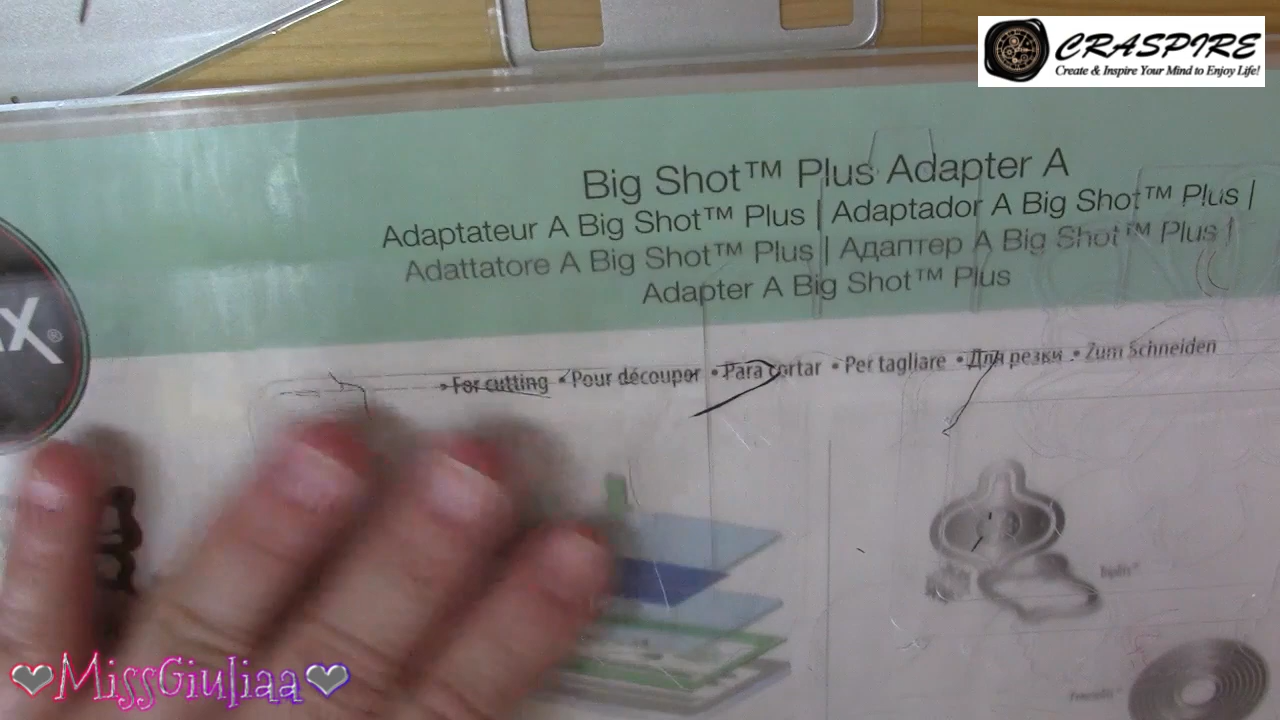 CRASPIRE
Create & Inspire Your Mind to Enjoy Life!
Big Shot™ Plus Adapter A
Adaptateur A Big Shot™ Plus | Adaptador A Big Shot™ Plus |
Adattatore A Big Shot™ Plus | Адаптер A Big Shot™ Plus |
Adapter A Big Shot™ Plus
• For cutting • Pour découper • Para cortar • Per tagliare • Для резки • Zum Schneiden
MissGiuliaa